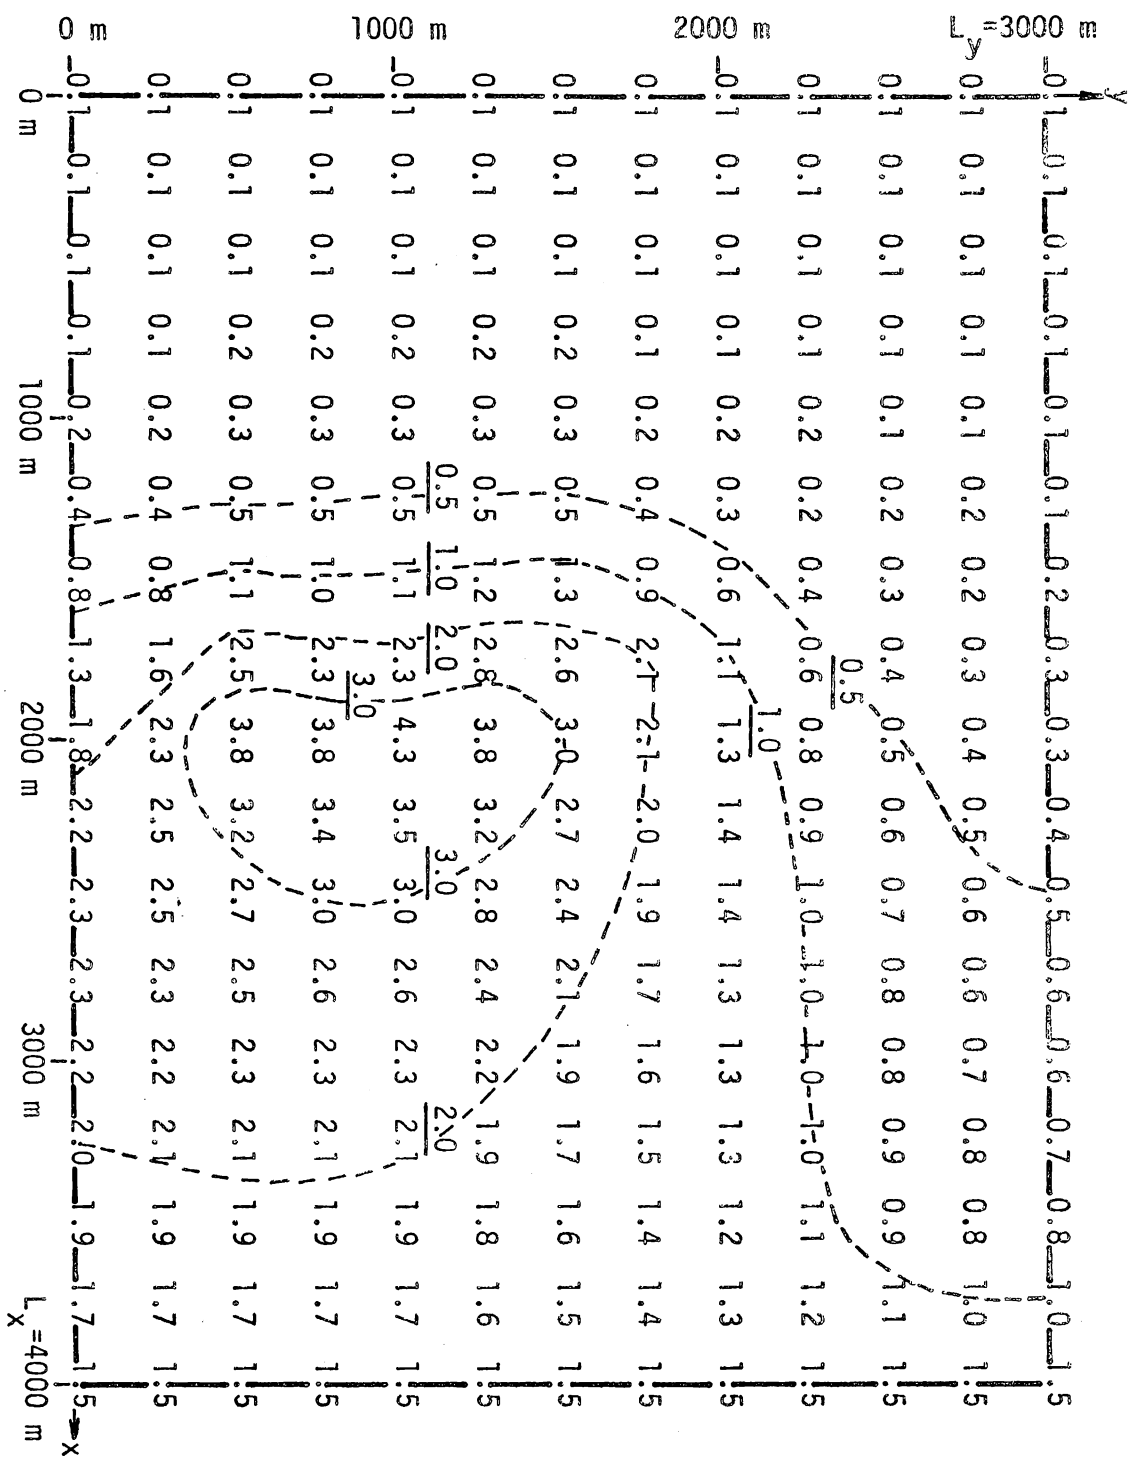 y
L_y=3000 m
0.1 0.1 0.1 0.1 0.1 0.1 0.2 0.3 0.3 0.4 0.5 0.6 0.6 0.7 0.8 1.0 1.5
0.1 0.1 0.1 0.1 0.1 0.2 0.2 0.3 0.4 0.5 0.6 0.6 0.7 0.8 0.8 1.0 1.5
0.1 0.1 0.1 0.1 0.1 0.2 0.3 0.4 0.5 0.6 0.7 0.8 0.8 0.9 0.9 1.1 1.5
0.5
0.1 0.1 0.1 0.1 0.2 0.2 0.4 0.6 0.8 0.9 1.0 1.0 1.0 1.0 1.1 1.2 1.5
1.0
2000 m
0.1 0.1 0.1 0.1 0.2 0.3 0.6 1.1 1.3 1.4 1.4 1.3 1.3 1.3 1.2 1.3 1.5
0.1 0.1 0.1 0.1 0.2 0.4 0.9 2.1 2.1 2.0 1.9 1.7 1.6 1.5 1.4 1.4 1.5
0.1 0.1 0.1 0.2 0.3 0.5 1.3 2.6 3.0 2.7 2.4 2.1 1.9 1.7 1.6 1.5 1.5
0.1 0.1 0.1 0.2 0.3 0.5 1.2 2.8 3.8 3.2 2.8 2.4 2.2 1.9 1.8 1.6 1.5
0.5 1.0 2.0 3.0 2.0
1000 m
0.1 0.1 0.1 0.2 0.3 0.5 1.1 2.3 4.3 3.5 3.0 2.6 2.3 2.1 1.9 1.7 1.5
3.0
0.1 0.1 0.1 0.2 0.3 0.5 1.0 2.3 3.8 3.4 3.0 2.6 2.3 2.1 1.9 1.7 1.5
0.1 0.1 0.1 0.2 0.3 0.5 1.1 2.5 3.8 3.2 2.7 2.5 2.3 2.1 1.9 1.7 1.5
0.1 0.1 0.1 0.1 0.2 0.4 0.8 1.6 2.3 2.5 2.5 2.3 2.2 2.1 1.9 1.7 1.5
0 m
0.1 0.1 0.1 0.1 0.2 0.4 0.8 1.3 1.8 2.2 2.3 2.3 2.2 2.0 1.9 1.7 1.5 x
0 m 1000 m 2000 m 3000 m L_x=4000 m